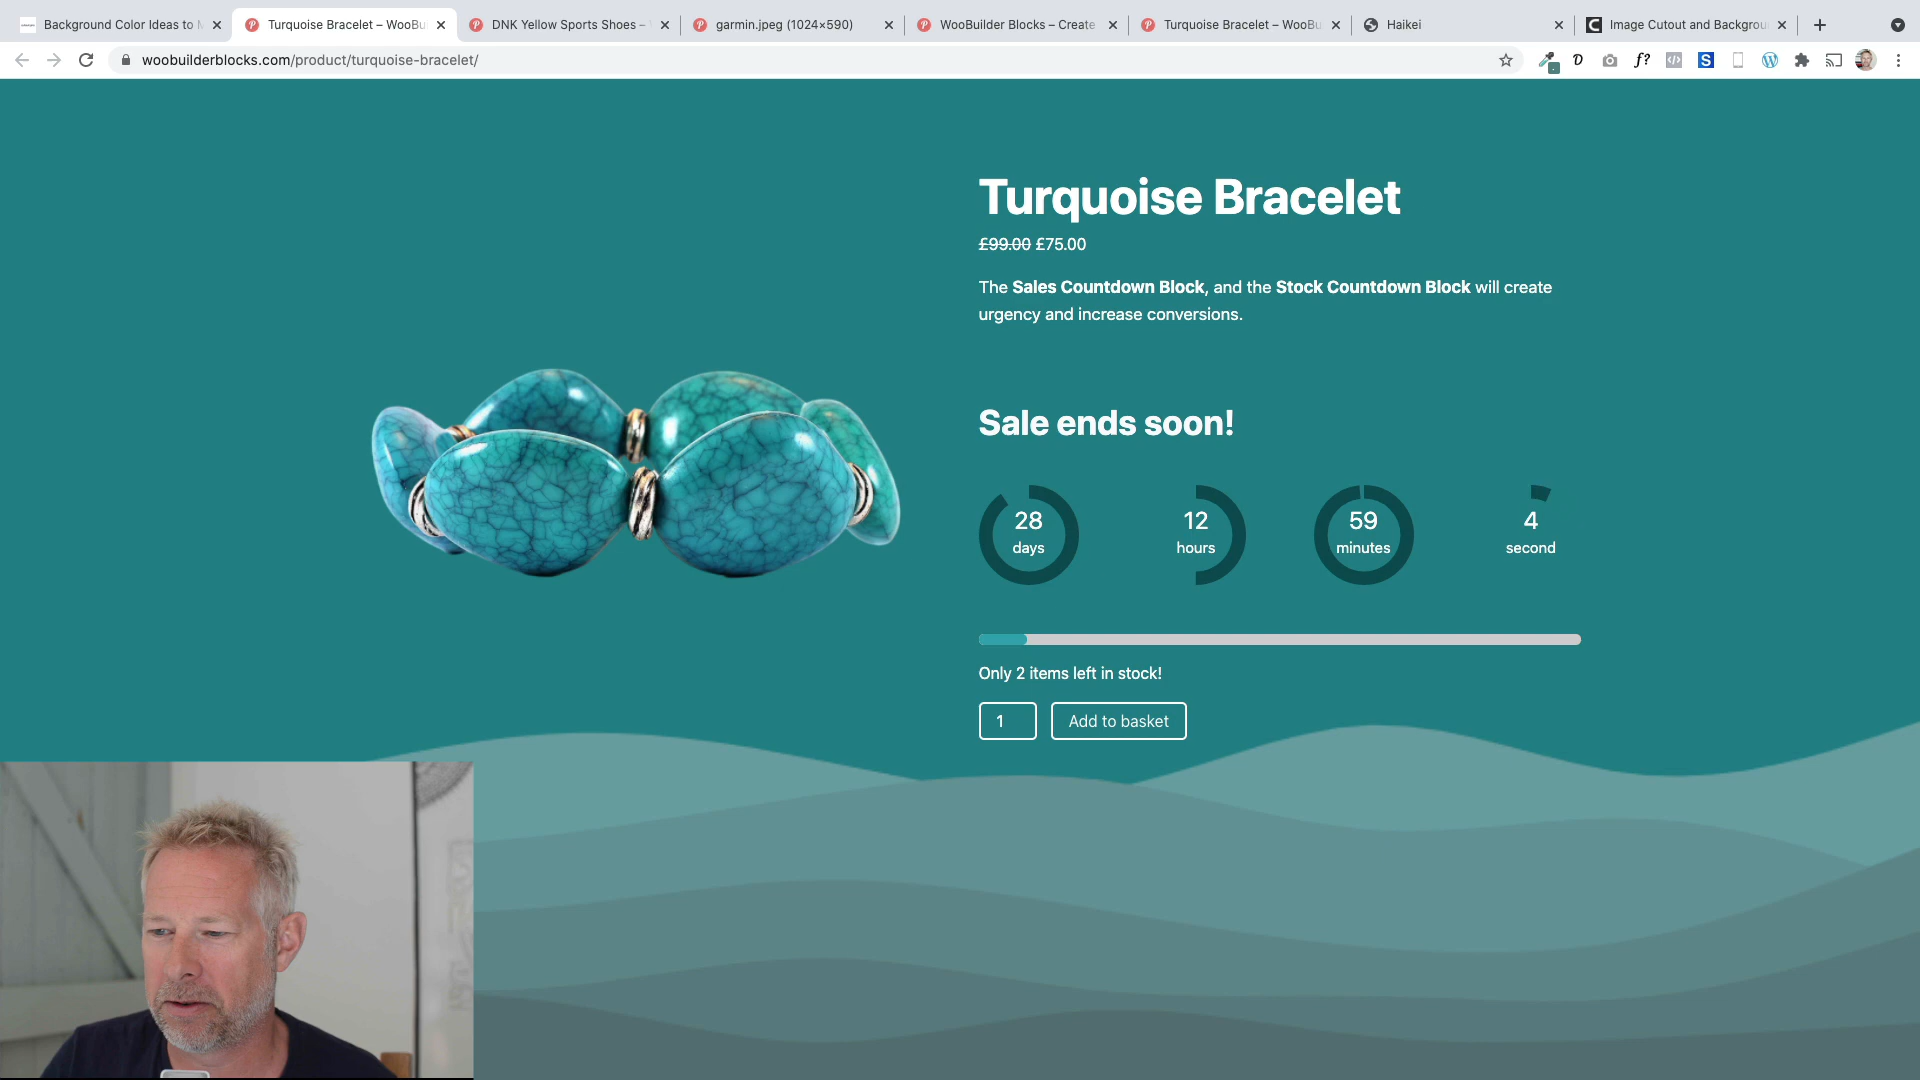 Background Color Ideas to M
Turquoise Bracelet – WooBu
DNK Yellow Sports Shoes –
garmin.jpeg (1024×590)
WooBuilder Blocks – Create
Turquoise Bracelet – WooBu
Haikei
Image Cutout and Backgrou
woobuilderblocks.com/product/turquoise-bracelet/
Turquoise Bracelet
£99.00 £75.00
The Sales Countdown Block, and the Stock Countdown Block will create
urgency and increase conversions.
Sale ends soon!
28
days
12
hours
59
minutes
4
second
Only 2 items left in stock!
1
Add to basket